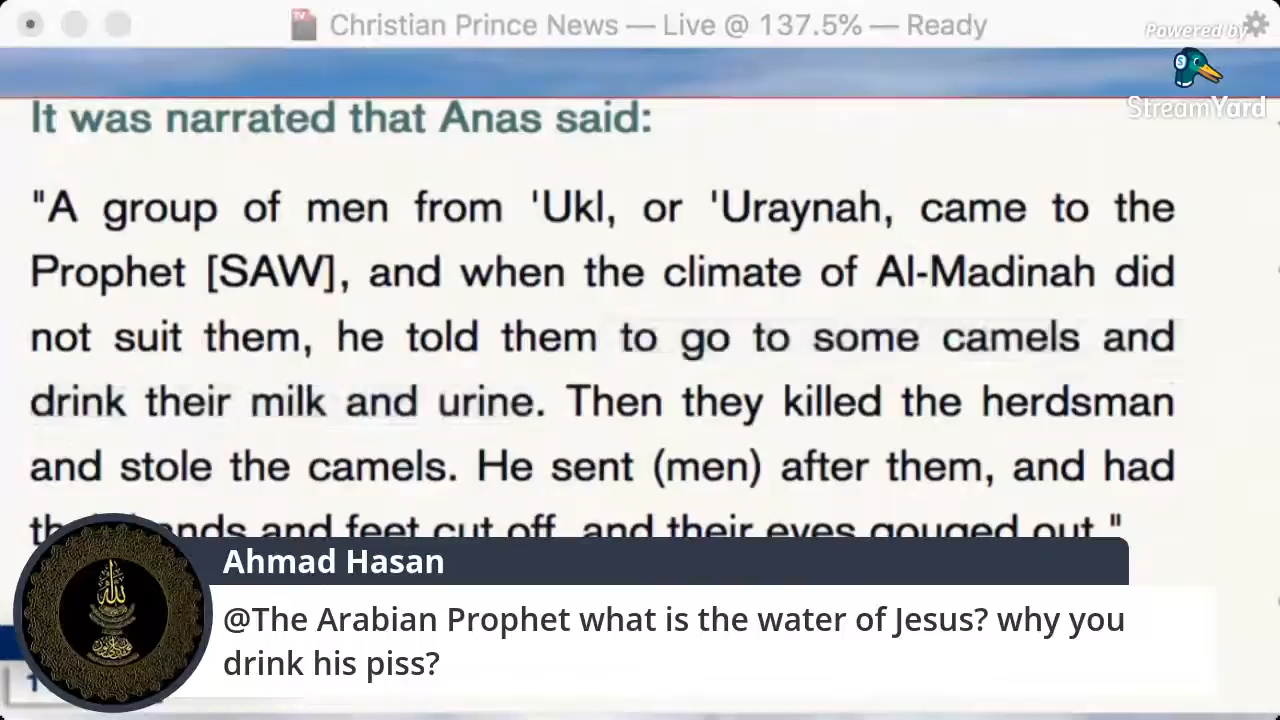 Christian Prince News — Live @ 137.5% — Ready
Powered by
StreamYard
It was narrated that Anas said:
"A group of men from 'Ukl, or 'Uraynah, came to the
Prophet [SAW], and when the climate of Al-Madinah did
not suit them, he told them to go to some camels and
drink their milk and urine. Then they killed the herdsman
and stole the camels. He sent (men) after them, and had
hands and feet cut off, and their eyes gouged out."
Ahmad Hasan
@The Arabian Prophet what is the water of Jesus? why you
drink his piss?